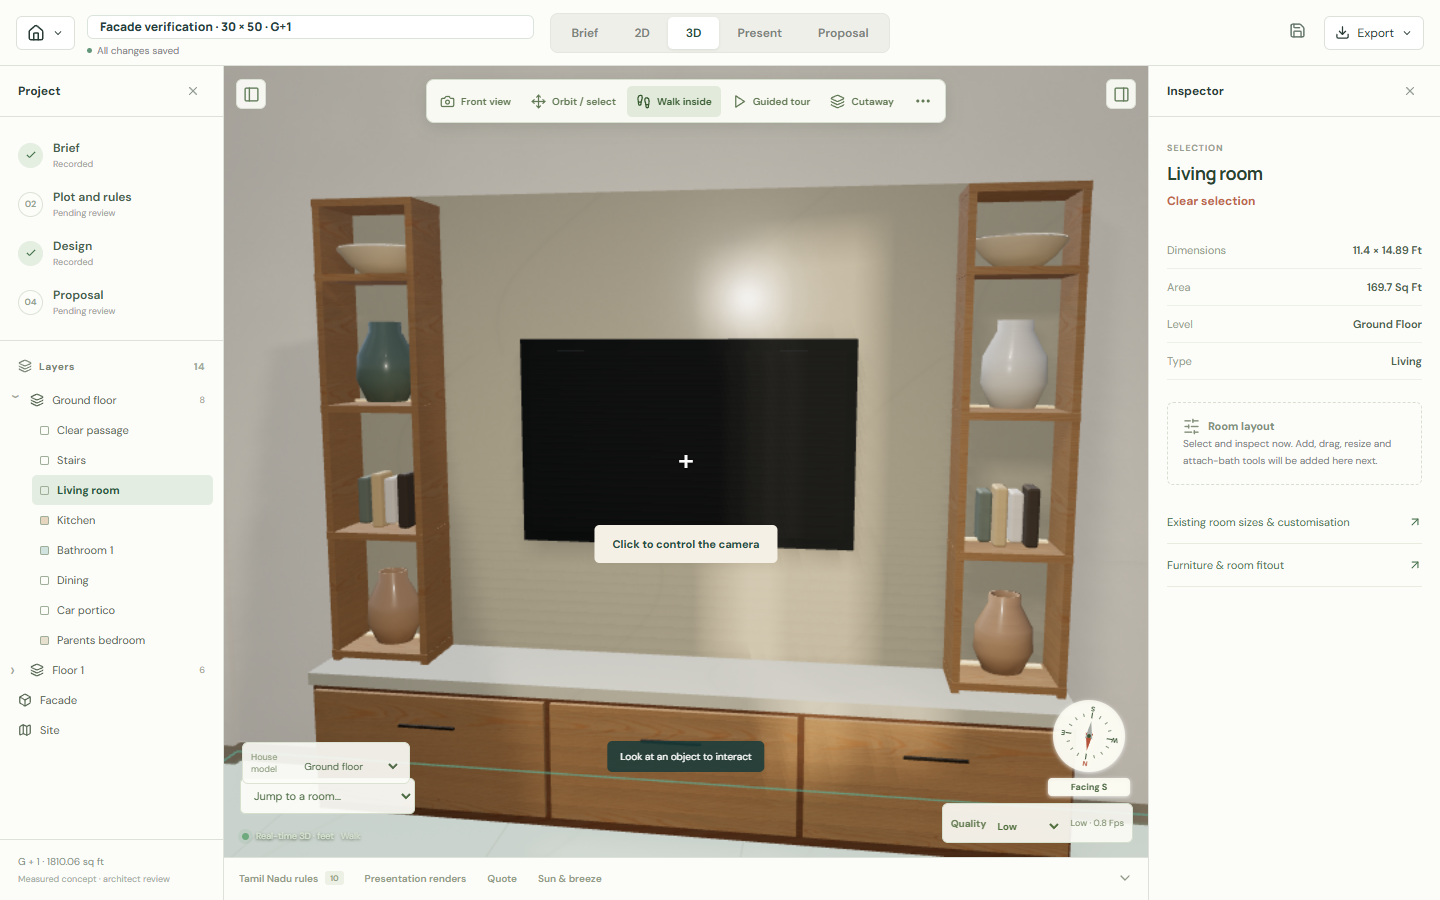 Facade verification · 30 × 50 · G+1
All changes saved
Brief
2D
3D
Present
Proposal
Export
Project
Brief
Recorded
02
Plot and rules
Pending review
Design
Recorded
04
Proposal
Pending review
Layers
14
Ground floor
8
Clear passage
Stairs
Living room
Kitchen
Bathroom 1
Dining
Car portico
Parents bedroom
Floor 1
6
Facade
Site
G + 1 · 1810.06 sq ft
Measured concept · architect review
Front view
Orbit / select
Walk inside
Guided tour
Cutaway
Click to control the camera
Look at an object to interact
House model
Ground floor
Jump to a room...
Real-time 3D · feet · Walk
S
E
W
N
Facing S
Quality
Low
Low · 0.8 Fps
Tamil Nadu rules
10
Presentation renders
Quote
Sun & breeze
Inspector
SELECTION
Living room
Clear selection
Dimensions
11.4 × 14.89 Ft
Area
169.7 Sq Ft
Level
Ground Floor
Type
Living
Room layout
Select and inspect now. Add, drag, resize and
attach-bath tools will be added here next.
Existing room sizes & customisation
Furniture & room fitout